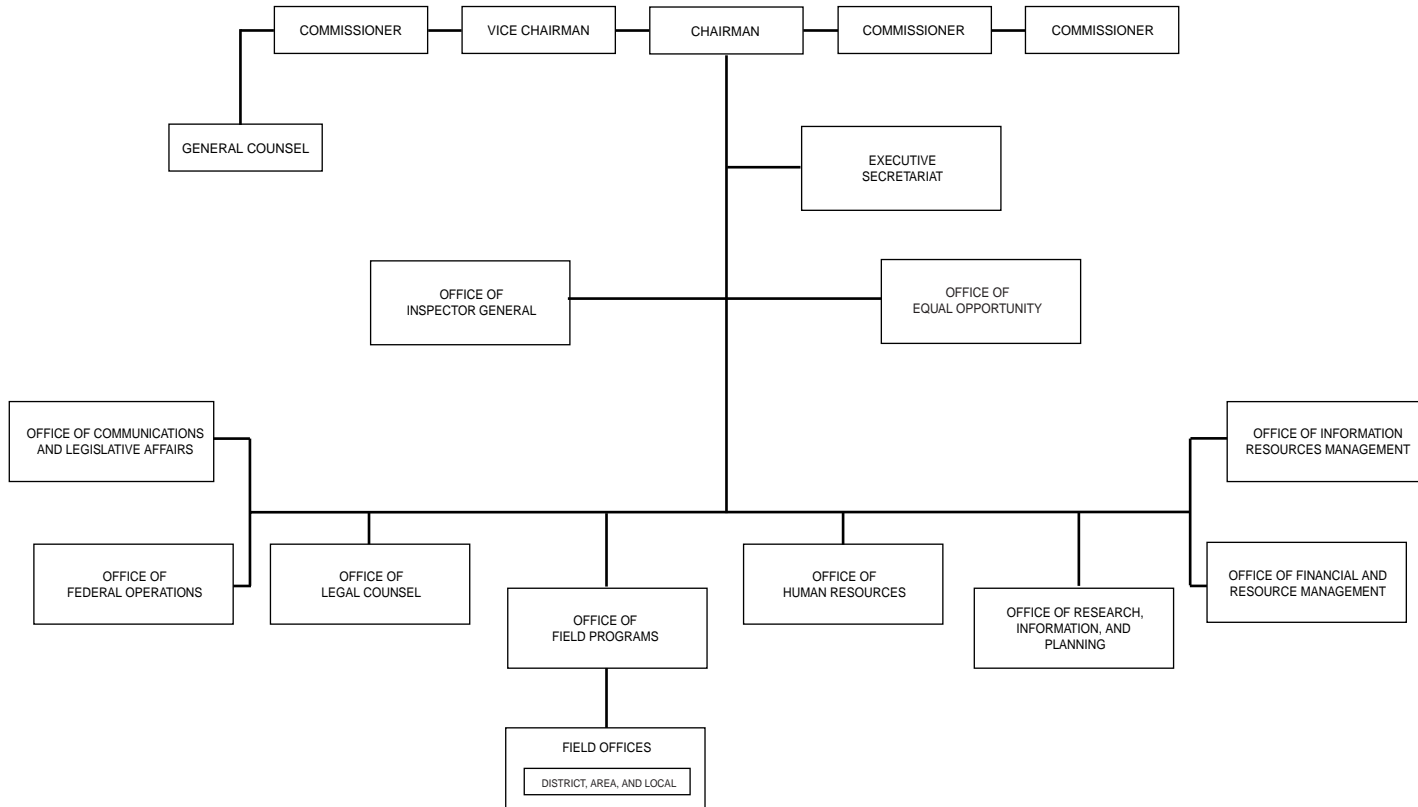 COMMISSIONER
VICE CHAIRMAN
CHAIRMAN
COMMISSIONER
COMMISSIONER
GENERAL COUNSEL
EXECUTIVE
SECRETARIAT
OFFICE OF
INSPECTOR GENERAL
OFFICE OF
EQUAL OPPORTUNITY
OFFICE OF COMMUNICATIONS
AND LEGISLATIVE AFFAIRS
OFFICE OF INFORMATION
RESOURCES MANAGEMENT
OFFICE OF
FEDERAL OPERATIONS
OFFICE OF
LEGAL COUNSEL
OFFICE OF
FIELD PROGRAMS
OFFICE OF
HUMAN RESOURCES
OFFICE OF RESEARCH,
INFORMATION, AND
PLANNING
OFFICE OF FINANCIAL AND
RESOURCE MANAGEMENT
FIELD OFFICES
DISTRICT, AREA, AND LOCAL